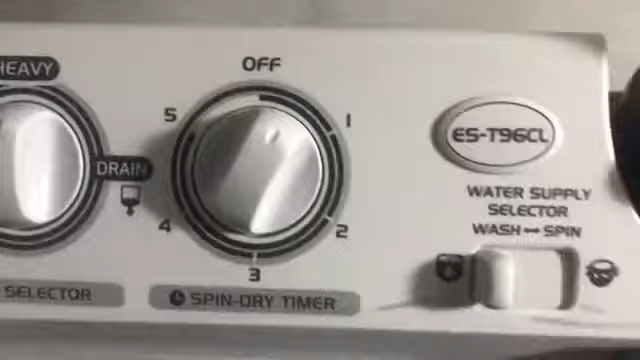 HEAVY
OFF
5
1
ES-T96CL
DRAIN
WATER SUPPLY
SELECTOR
WASH↔SPIN
4
2
3
SELECTOR
SPIN-DRY TIMER